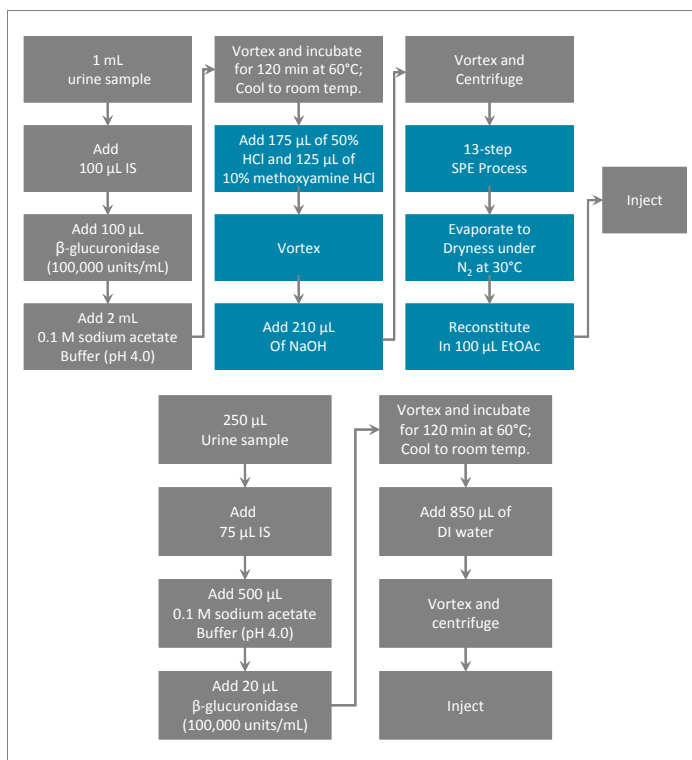 1 mL
urine sample
Add
100 µL IS
Add 100 µL
β-glucuronidase
(100,000 units/mL)
Add 2 mL
0.1 M sodium acetate
Buffer (pH 4.0)
Vortex and incubate
for 120 min at 60°C;
Cool to room temp.
Add 175 µL of 50%
HCl and 125 µL of
10% methoxyamine HCl
Vortex
Add 210 µL
Of NaOH
Vortex and
Centrifuge
13-step
SPE Process
Evaporate to
Dryness under
N₂ at 30°C
Reconstitute
In 100 µL EtOAc
Inject
250 µL
Urine sample
Add
75 µL IS
Add 500 µL
0.1 M sodium acetate
Buffer (pH 4.0)
Add 20 µL
β-glucuronidase
(100,000 units/mL)
Vortex and incubate
for 120 min at 60°C;
Cool to room temp.
Add 850 µL of
DI water
Vortex and
centrifuge
Inject